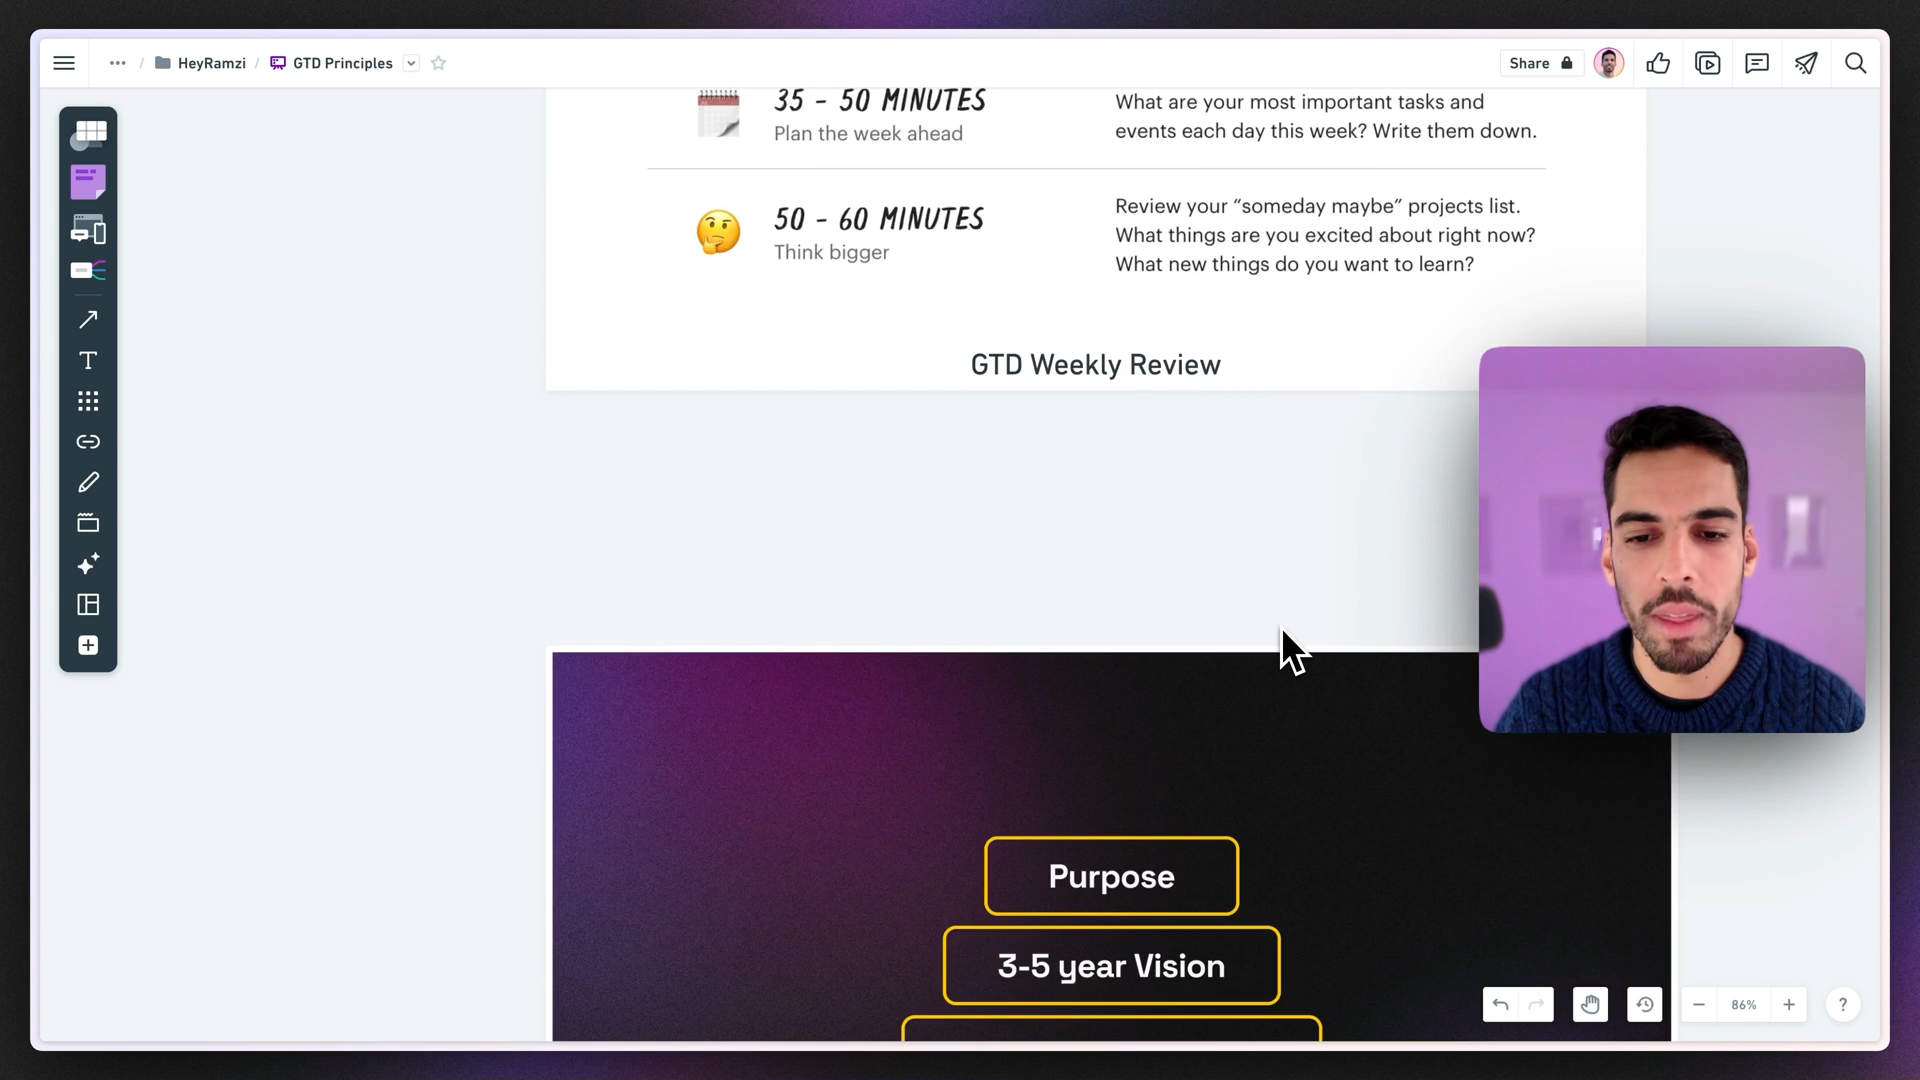 ... / HeyRamzi / GTD Principles
Share
35 - 50 MINUTES
Plan the week ahead
What are your most important tasks and
events each day this week? Write them down.
50 - 60 MINUTES
Think bigger
Review your “someday maybe” projects list.
What things are you excited about right now?
What new things do you want to learn?
GTD Weekly Review
T
Purpose
3-5 year Vision
86%
?